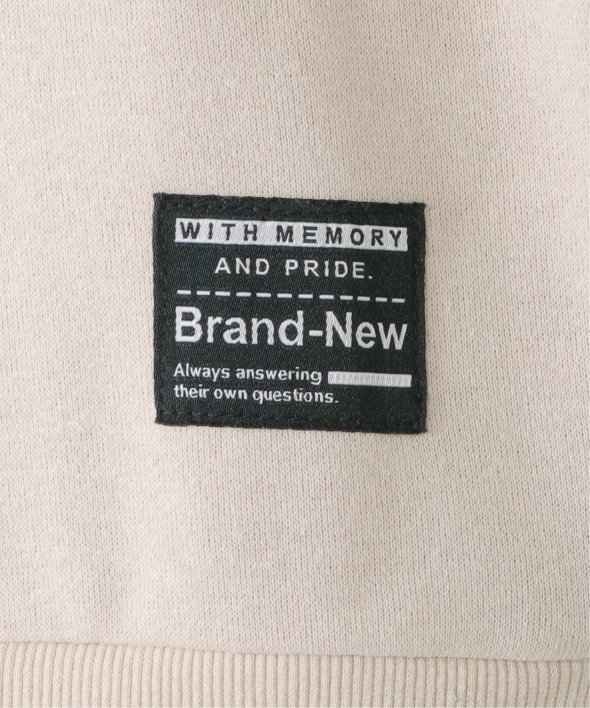 WITH MEMORY
AND PRIDE.
Brand-New
Always answering
their own questions.